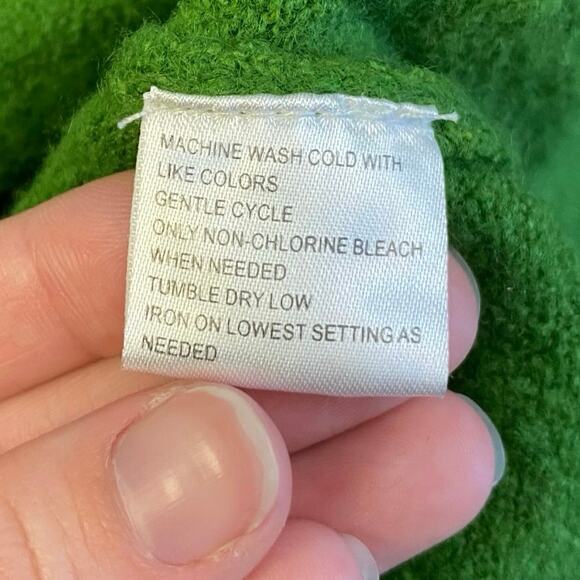 MACHINE WASH COLD WITH
LIKE COLORS
GENTLE CYCLE
ONLY NON-CHLORINE BLEACH
WHEN NEEDED
TUMBLE DRY LOW
IRON ON LOWEST SETTING AS
NEEDED